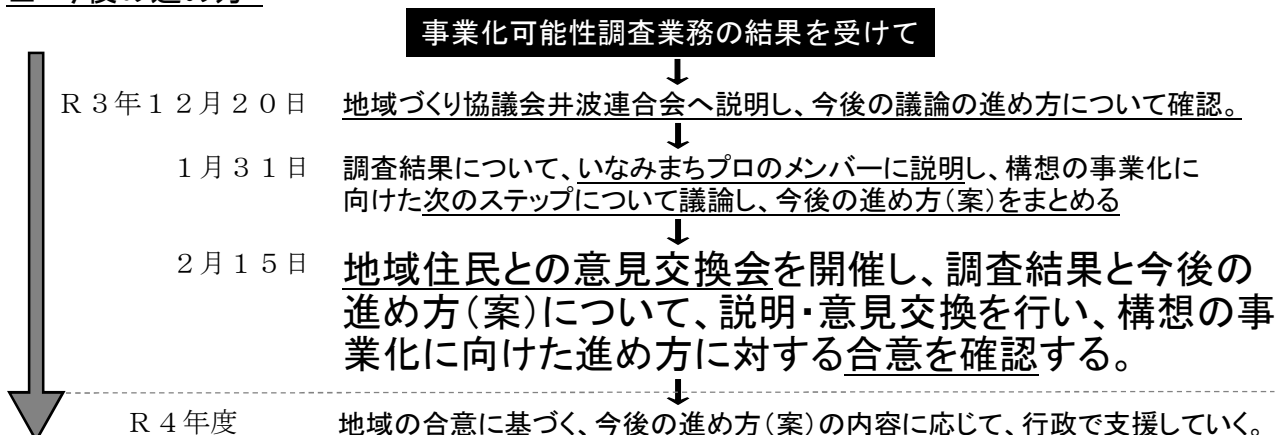 事業化可能性調査業務の結果を受けて
R3年12月20日 地域づくり協議会井波連合会へ説明し、今後の議論の進め方について確認。
1月31日 調査結果について、いなみまちプロのメンバーに説明し、構想の事業化に
向けた次のステップについて議論し、今後の進め方(案)をまとめる
2月15日 地域住民との意見交換会を開催し、調査結果と今後の
進め方(案)について、説明・意見交換を行い、構想の事
業化に向けた進め方に対する合意を確認する。
R4年度 地域の合意に基づく、今後の進め方(案)の内容に応じて、行政で支援していく。